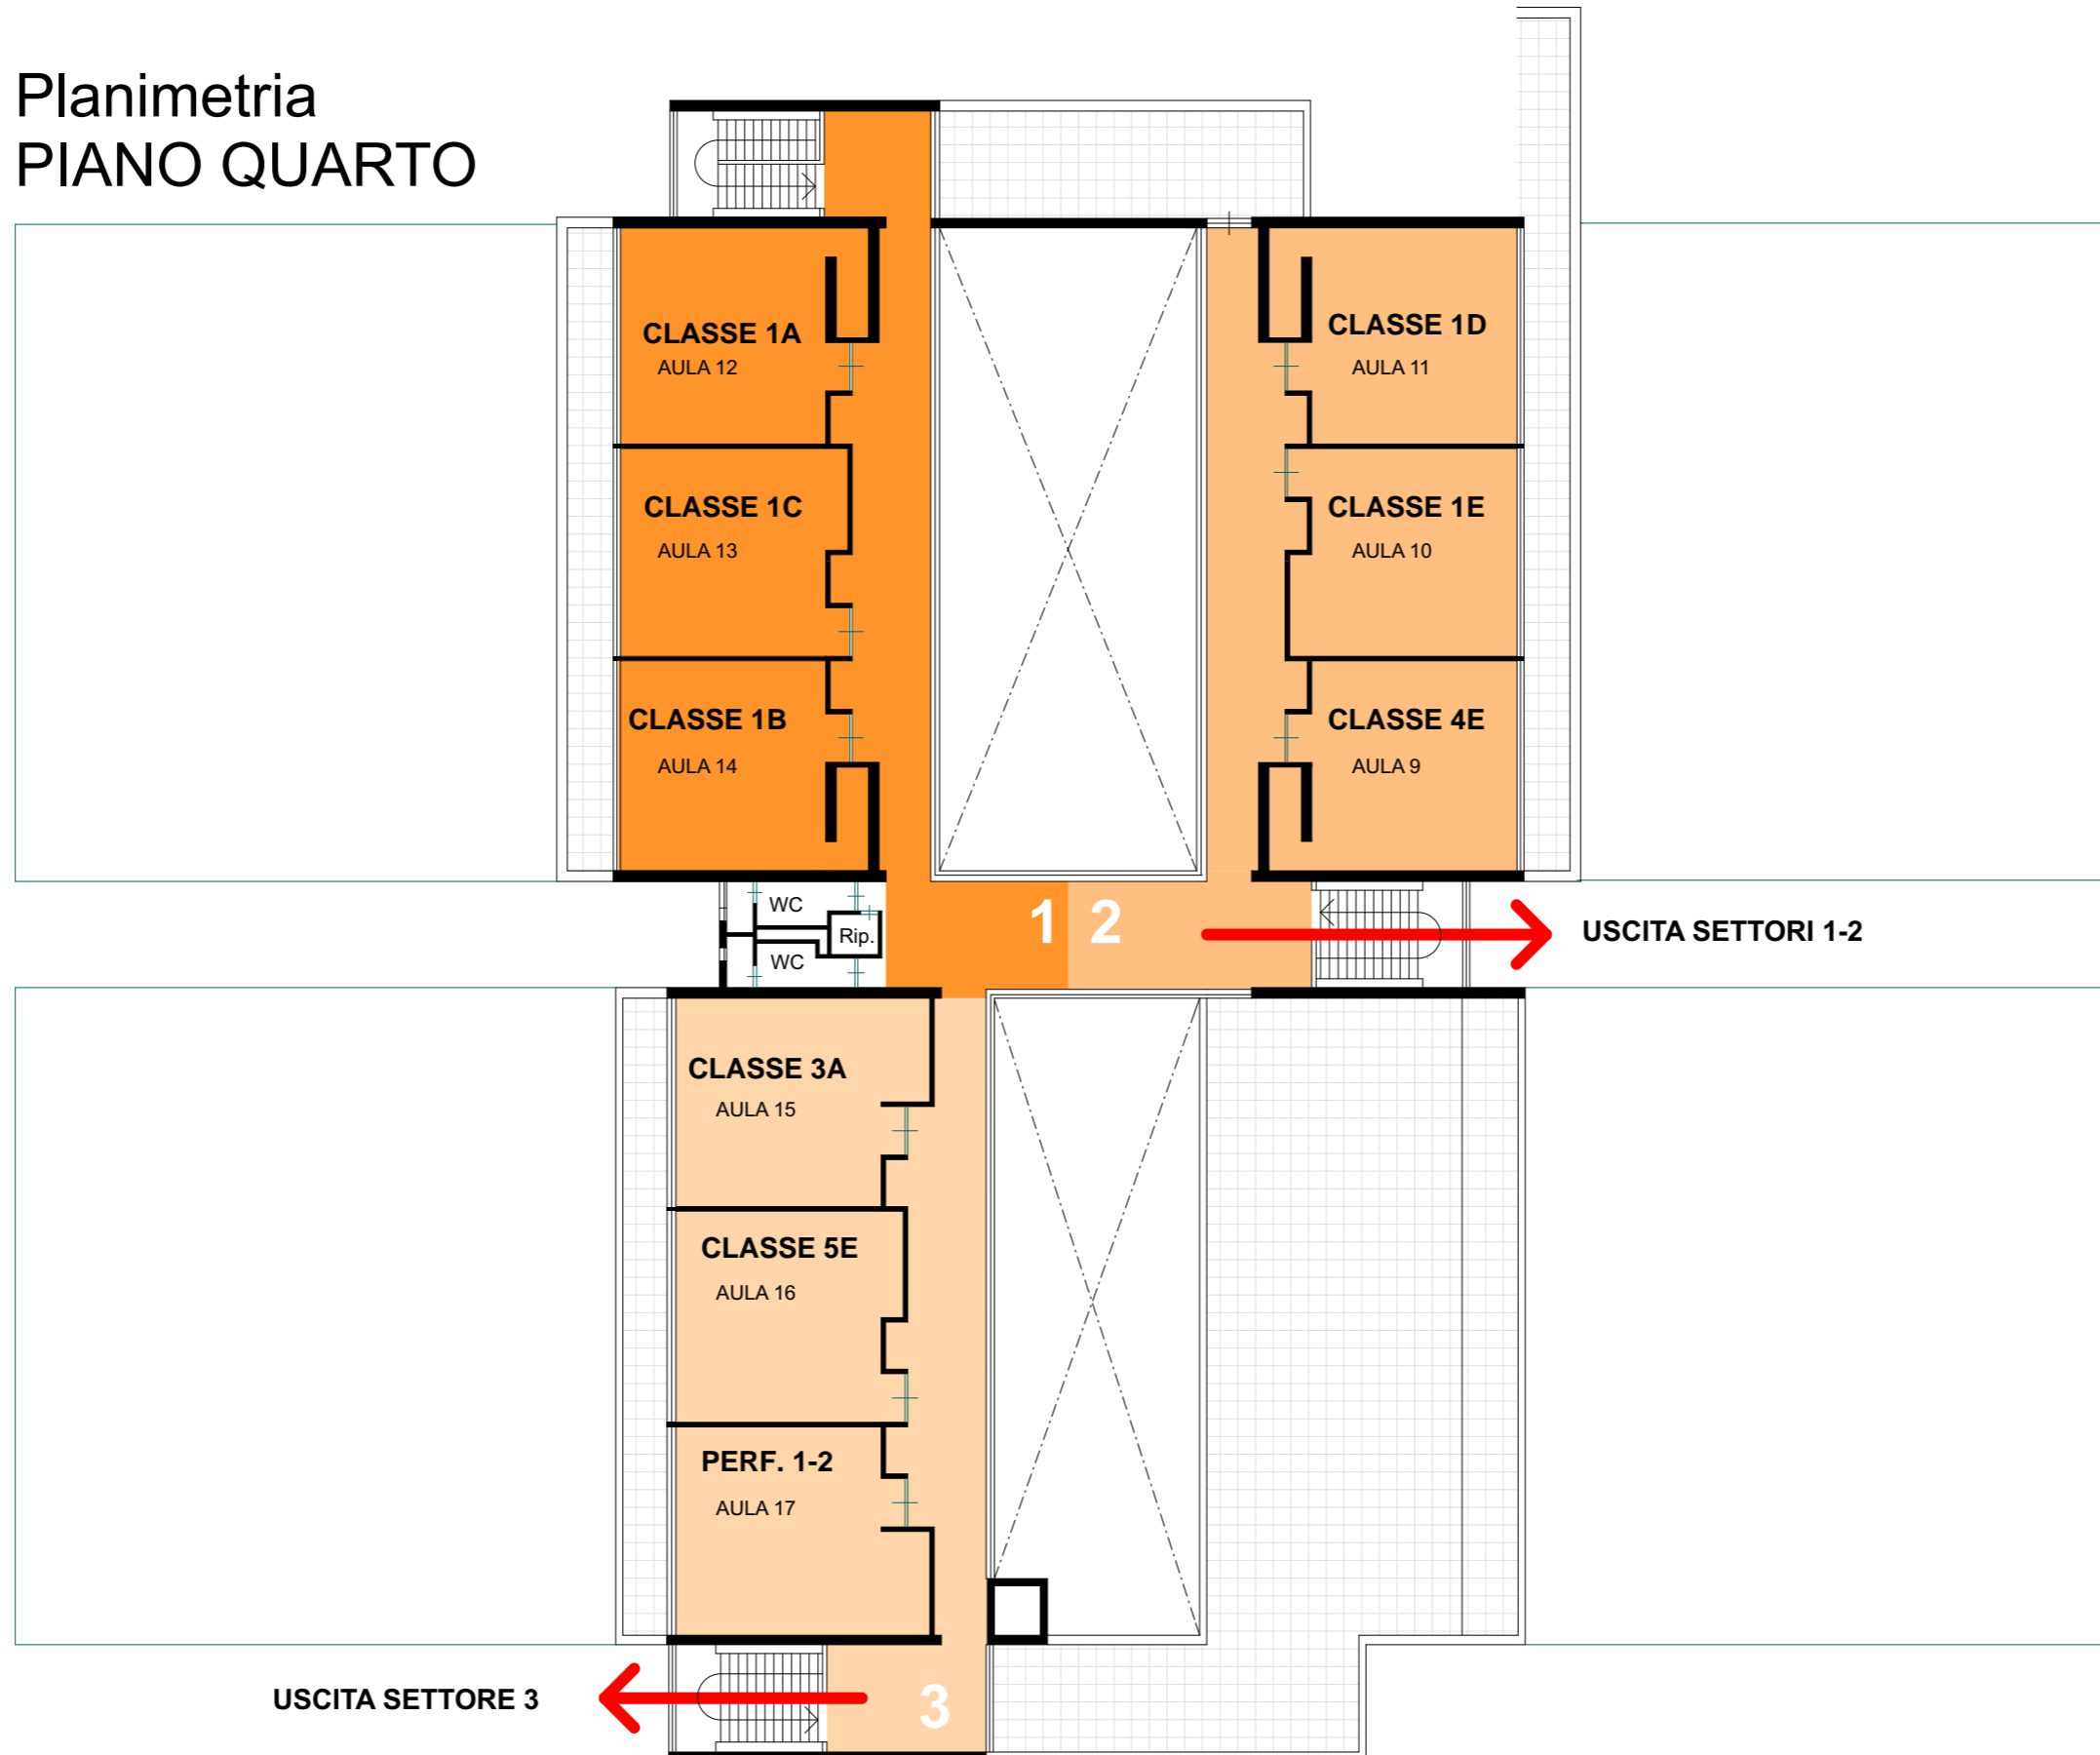 Planimetria
PIANO QUARTO
CLASSE 1A
AULA 12
CLASSE 1D
AULA 11
CLASSE 1C
AULA 13
CLASSE 1E
AULA 10
CLASSE 1B
AULA 14
CLASSE 4E
AULA 9
WC
Rip.
WC
1 2
USCITA SETTORI 1-2
CLASSE 3A
AULA 15
CLASSE 5E
AULA 16
PERF. 1-2
AULA 17
USCITA SETTORE 3
3